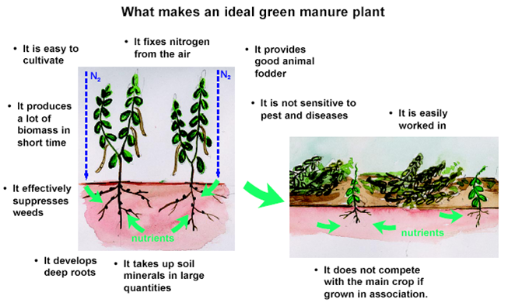 What makes an ideal green manure plant
• It is easy to
cultivate
• It fixes nitrogen
from the air
• It provides
good animal
fodder
N₂
N₂
• It produces
a lot of
biomass in
short time
• It is not sensitive to
pest and diseases
• It is easily
worked in
• It effectively
suppresses
weeds
nutrients
nutrients
• It develops
deep roots
• It takes up soil
minerals in large
quantities
• It does not compete
with the main crop if
grown in association.